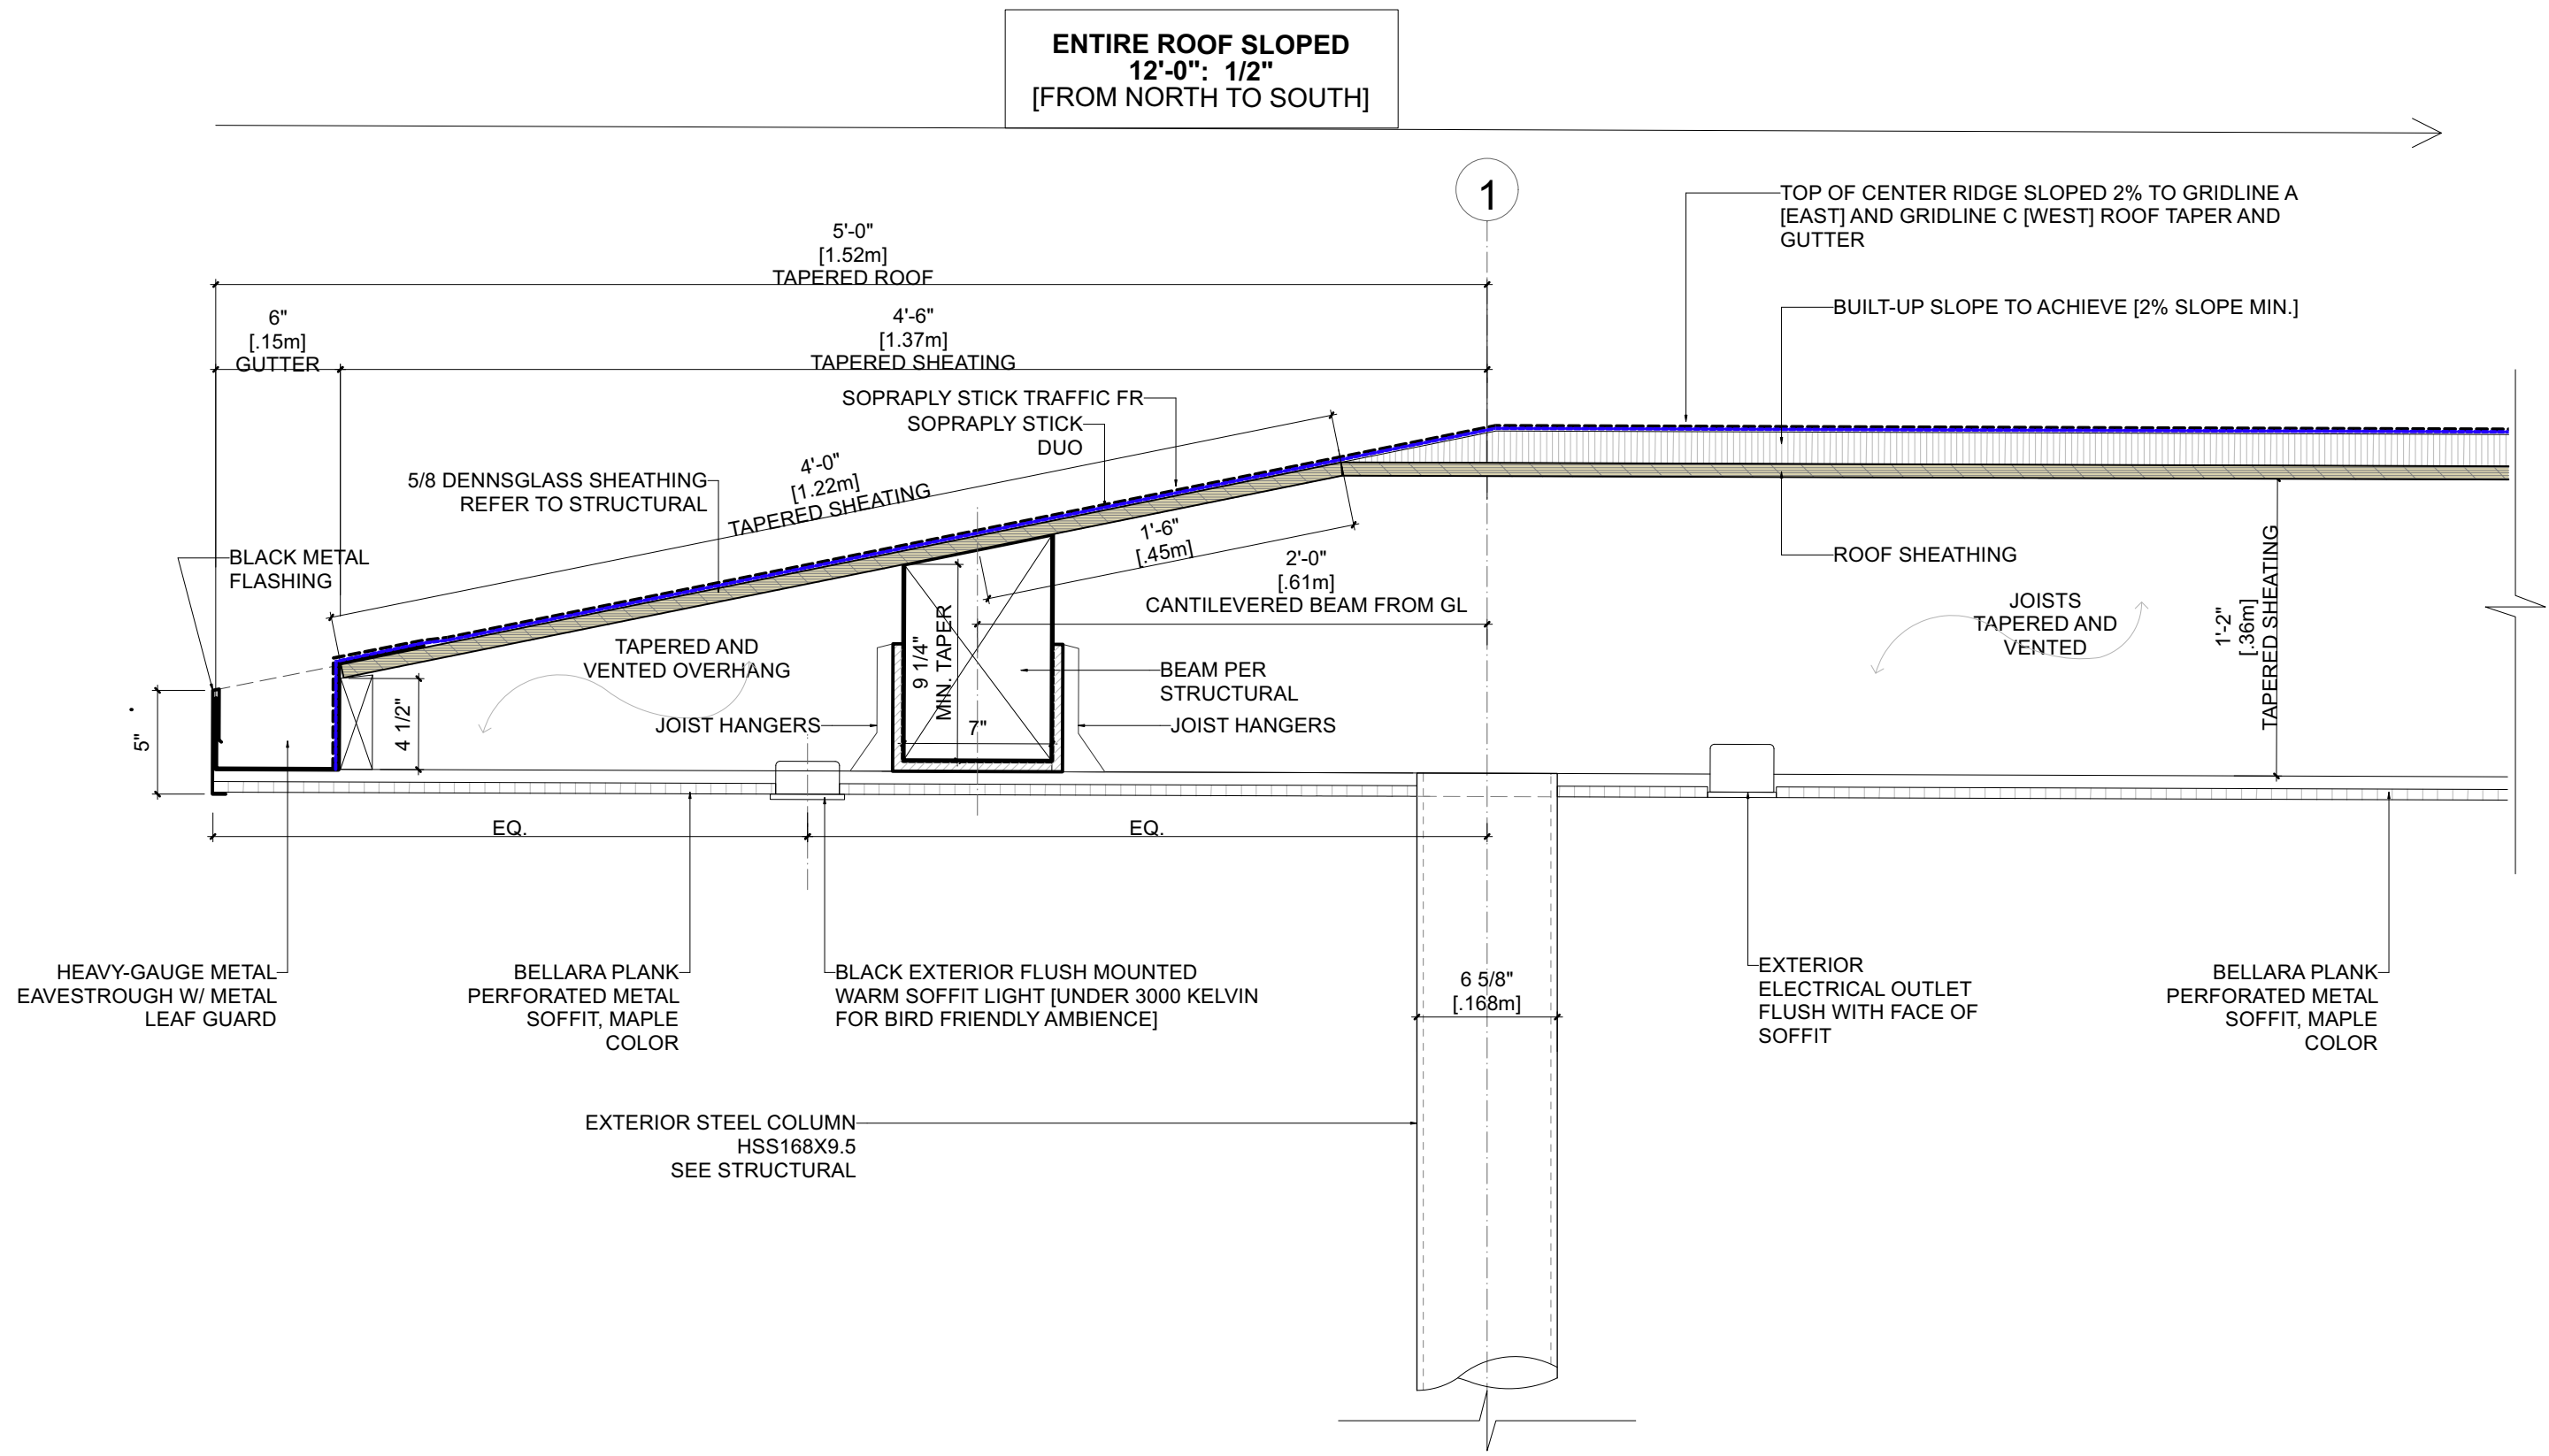 ENTIRE ROOF SLOPED
12'-0": 1/2"
[FROM NORTH TO SOUTH]
1
TOP OF CENTER RIDGE SLOPED 2% TO GRIDLINE A
[EAST] AND GRIDLINE C [WEST] ROOF TAPER AND
GUTTER
5'-0"
[1.52m]
TAPERED ROOF
6"
[.15m]
GUTTER
4'-6"
[1.37m]
TAPERED SHEATING
BUILT-UP SLOPE TO ACHIEVE [2% SLOPE MIN.]
SOPRAPLY STICK TRAFFIC FR
SOPRAPLY STICK
DUO
4'-0"
[1.22m]
TAPERED SHEATING
5/8 DENNSGLASS SHEATHING
REFER TO STRUCTURAL
1'-6"
[.45m]
BLACK METAL
FLASHING
2'-0"
[.61m]
CANTILEVERED BEAM FROM GL
ROOF SHEATHING
JOISTS
TAPERED AND
VENTED
1'-2"
[.36m]
TAPERED SHEATING
TAPERED AND
VENTED OVERHANG
9 1/4"
MIN. TAPER
BEAM PER
STRUCTURAL
5"
4 1/2"
JOIST HANGERS
7"
JOIST HANGERS
EQ.
EQ.
HEAVY-GAUGE METAL
EAVESTROUGH W/ METAL
LEAF GUARD
BELLARA PLANK
PERFORATED METAL
SOFFIT, MAPLE
COLOR
BLACK EXTERIOR FLUSH MOUNTED
WARM SOFFIT LIGHT [UNDER 3000 KELVIN
FOR BIRD FRIENDLY AMBIENCE]
6 5/8"
[.168m]
EXTERIOR
ELECTRICAL OUTLET
FLUSH WITH FACE OF
SOFFIT
BELLARA PLANK
PERFORATED METAL
SOFFIT, MAPLE
COLOR
EXTERIOR STEEL COLUMN
HSS168X9.5
SEE STRUCTURAL